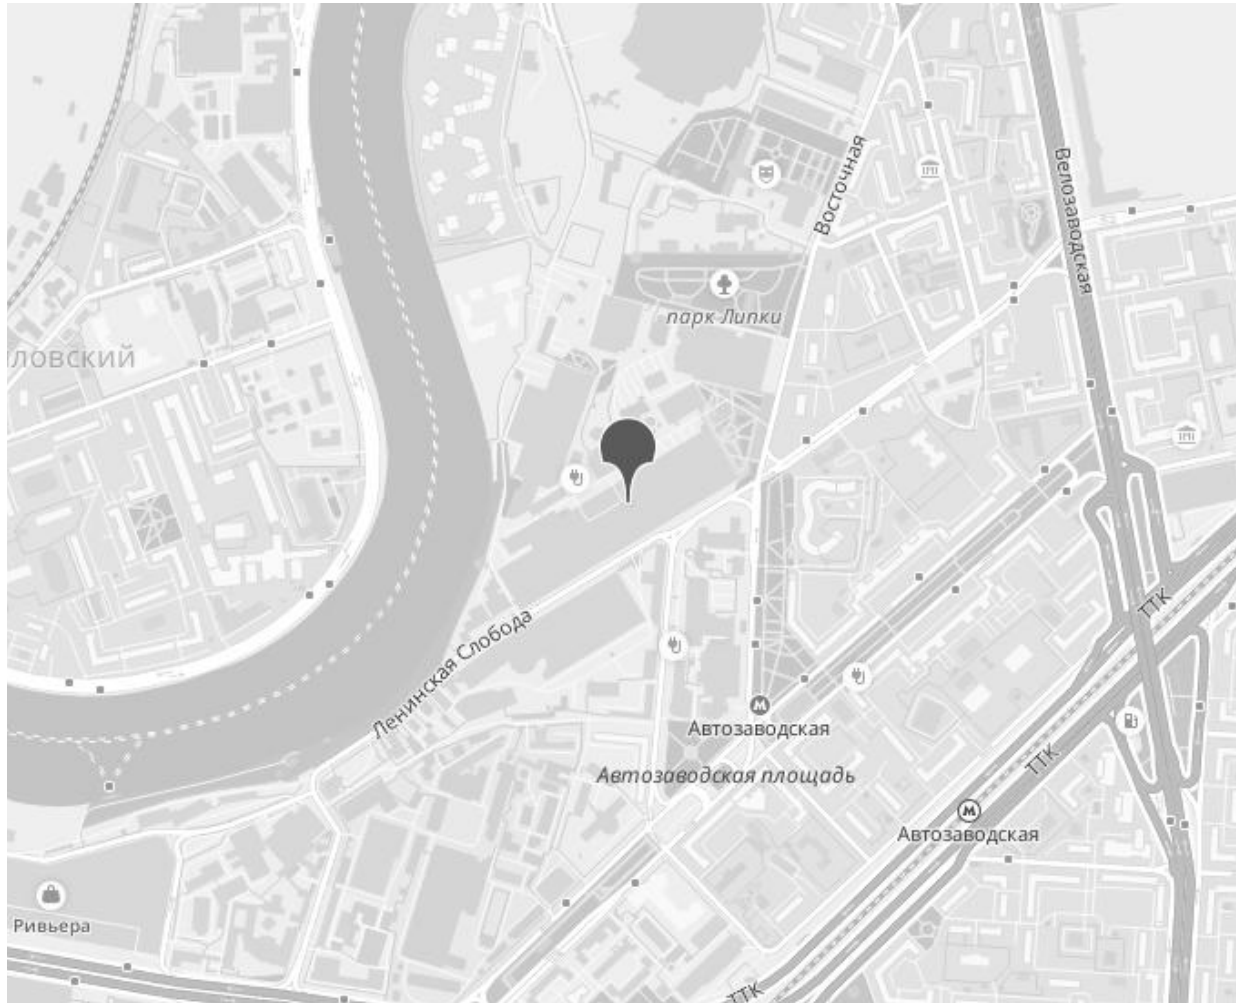 Восточная
Велозаводская
парк Липки
ловский
ТТК
Ленинская Слобода
М
Автозаводская
ТТК
Автозаводская площадь
М
Автозаводская
Ривьера
ТТК